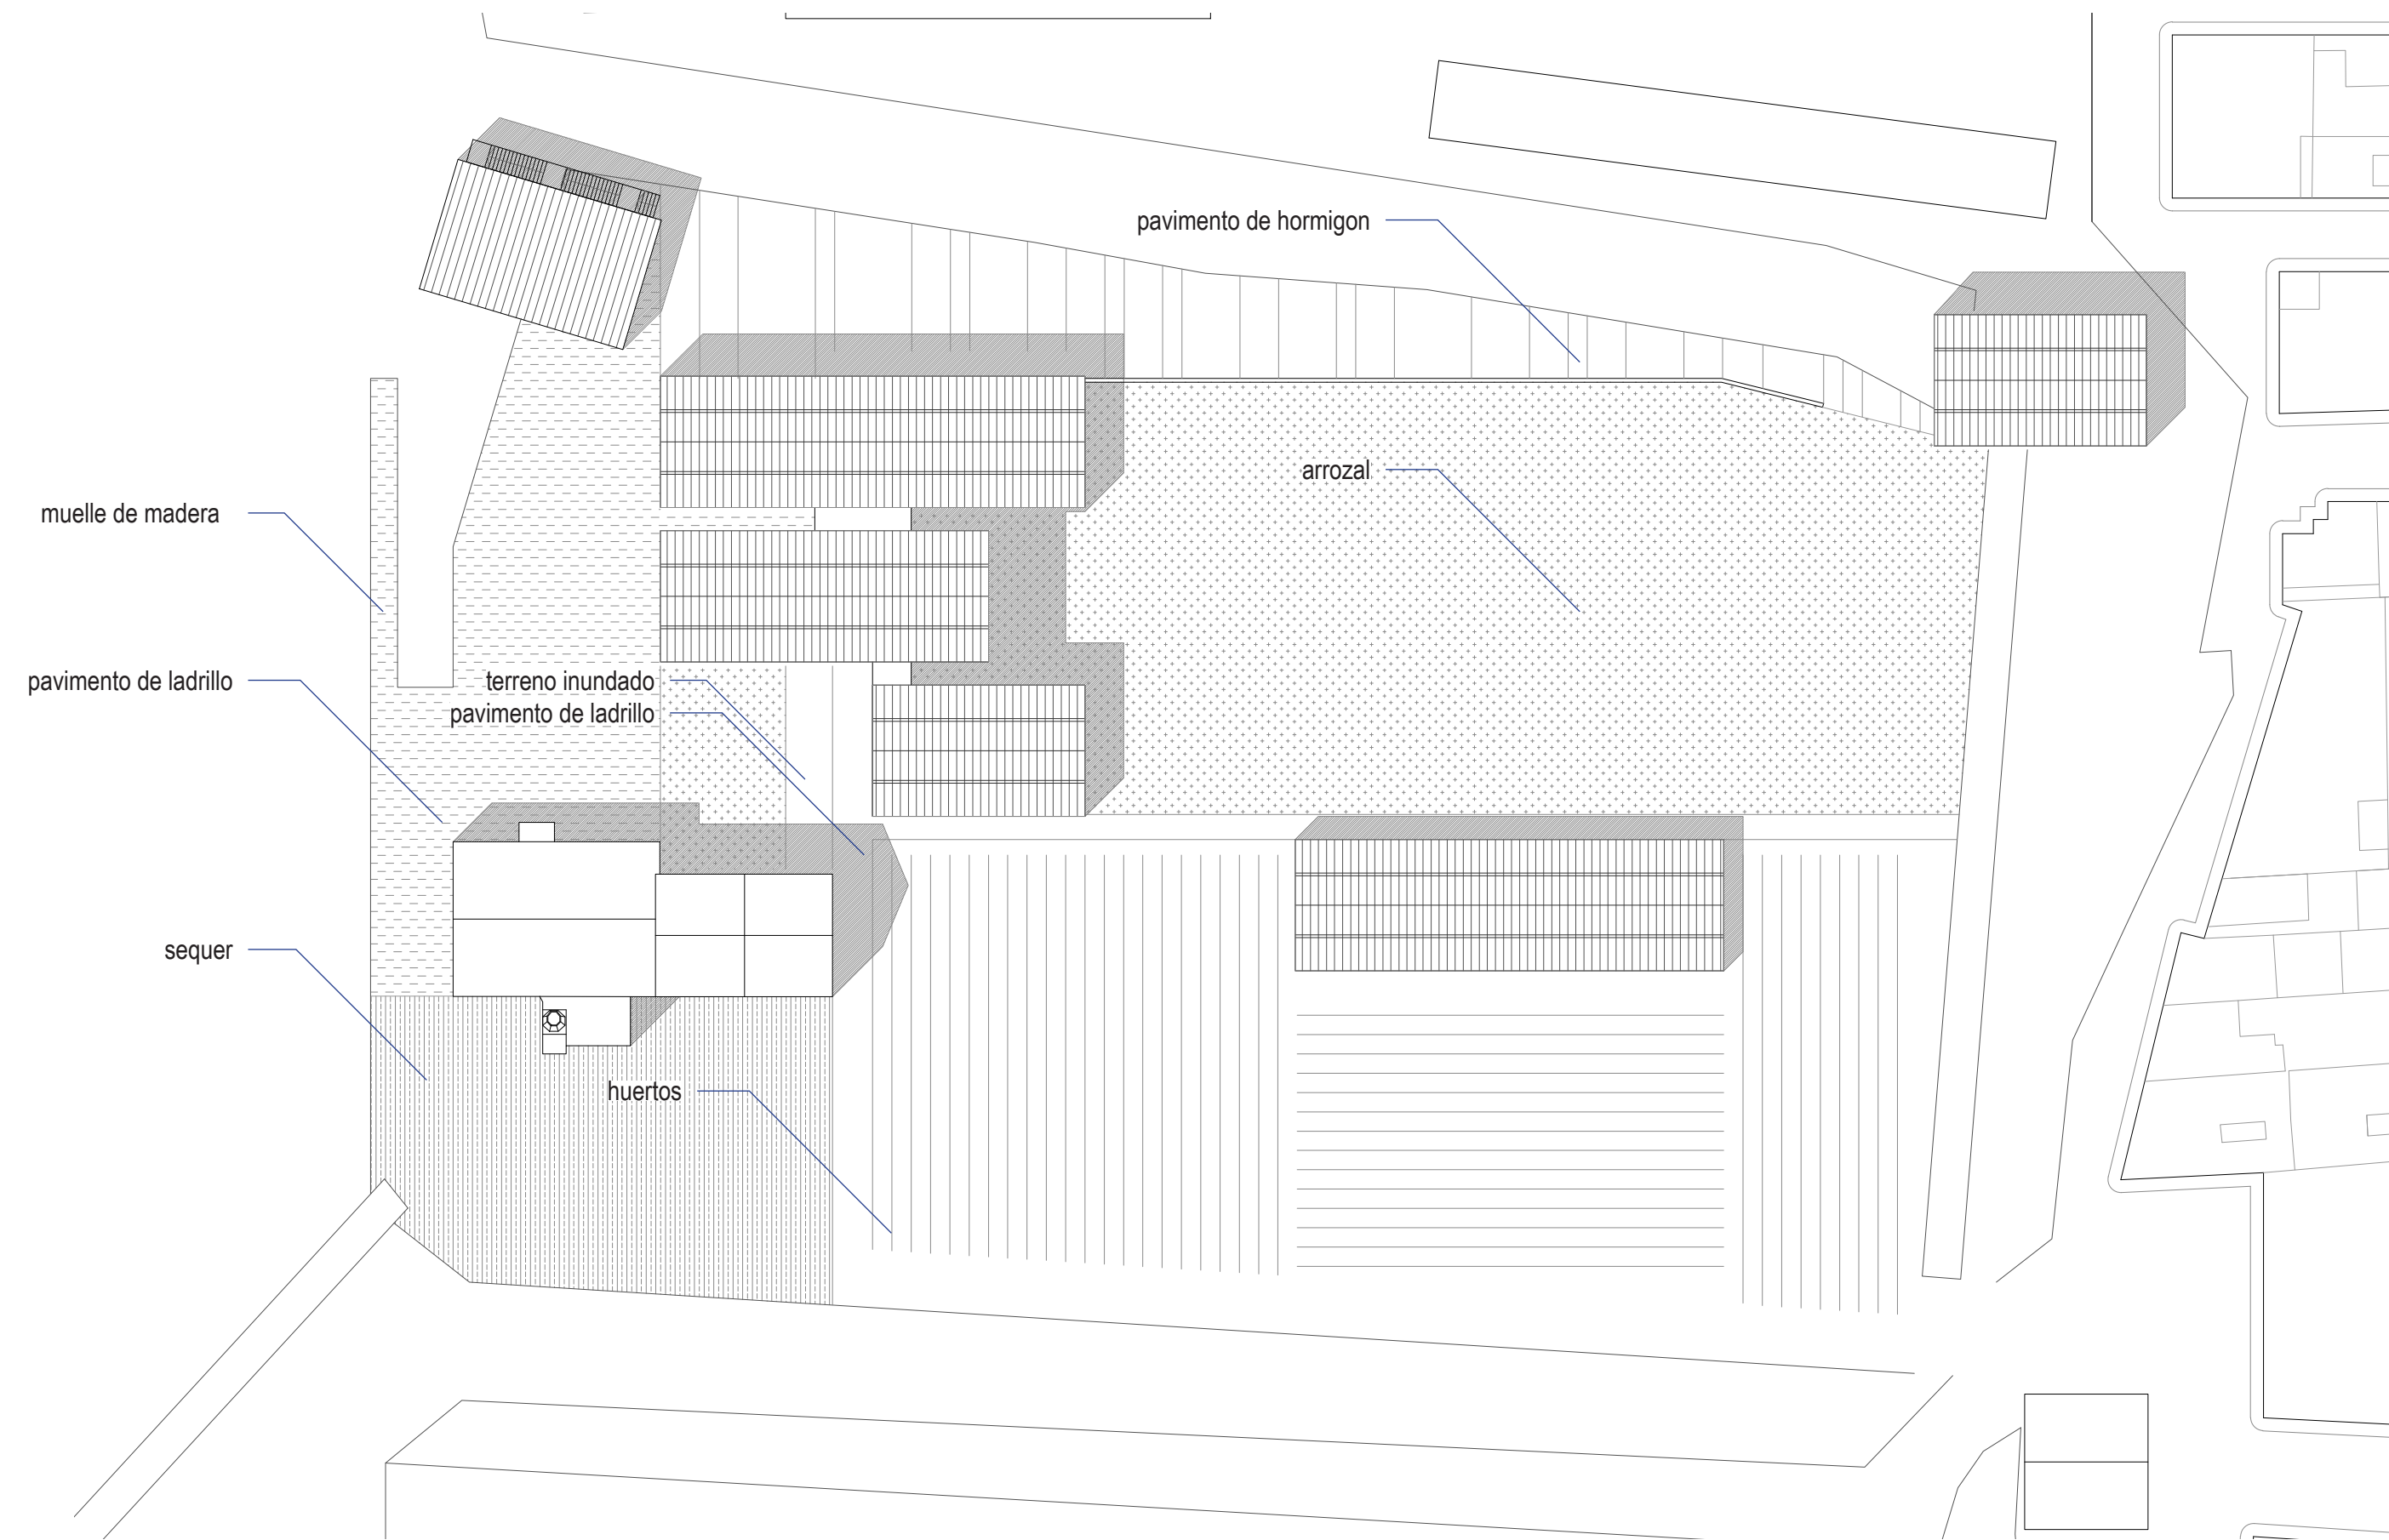 pavimento de hormigon
arrozal
muelle de madera
pavimento de ladrillo
terreno inundado
pavimento de ladrillo
sequer
huertos